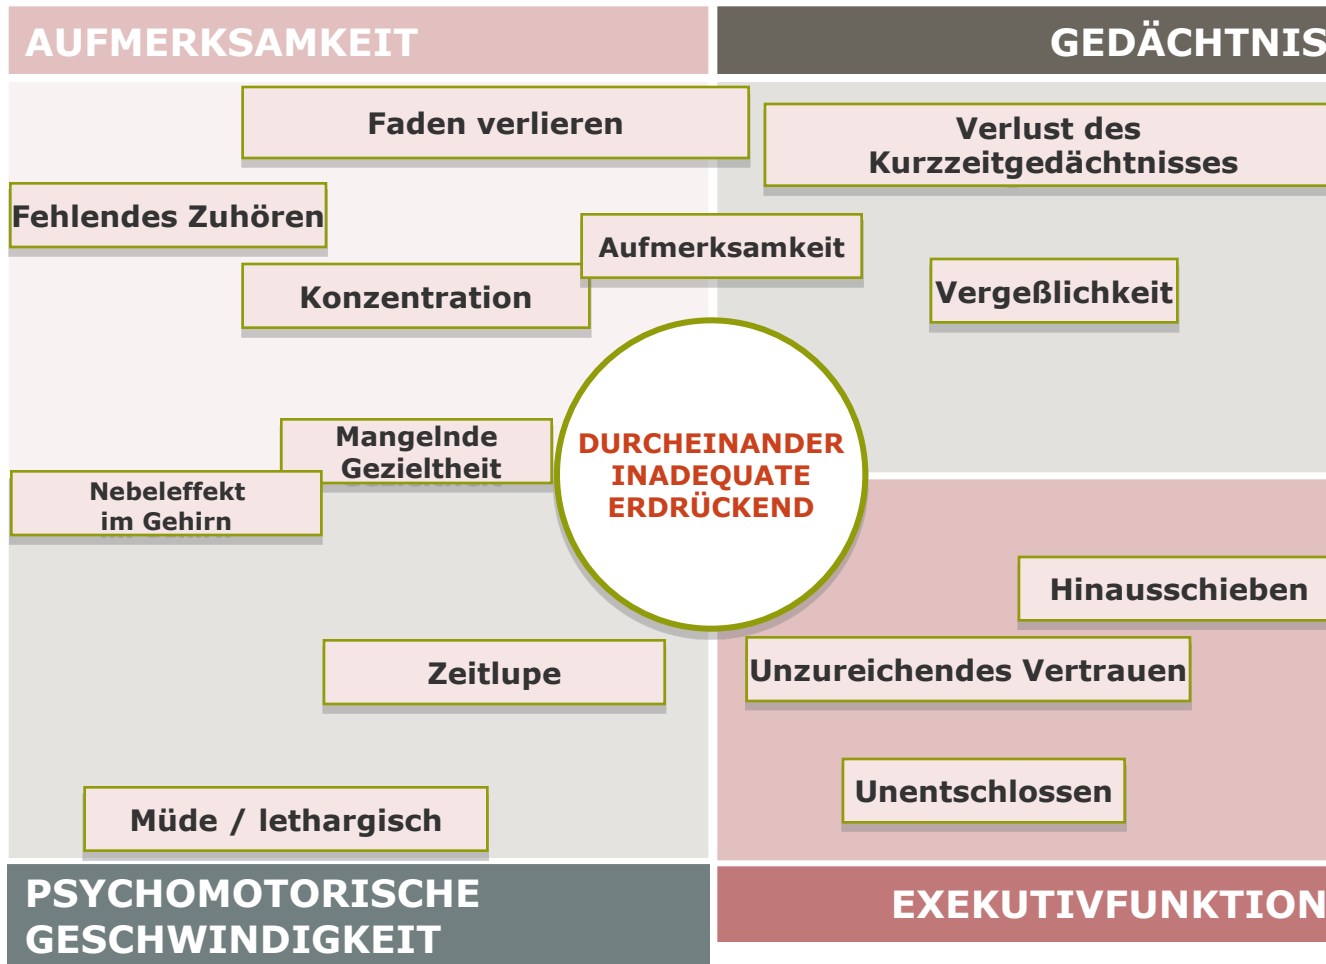 AUFMERKSAMKEIT
GEDÄCHTNIS
Faden verlieren
Verlust des
Kurzzeitgedächtnisses
Fehlendes Zuhören
Aufmerksamkeit
Konzentration
Vergeßlichkeit
Mangelnde
Gezieltheit
Nebeleffekt
im Gehirn
DURCHEINANDER
INADEQUATE
ERDRÜCKEND
Hinausschieben
Zeitlupe
Unzureichendes Vertrauen
Unentschlossen
Müde / lethargisch
PSYCHOMOTORISCHE
GESCHWINDIGKEIT
EXEKUTIVFUNKTION